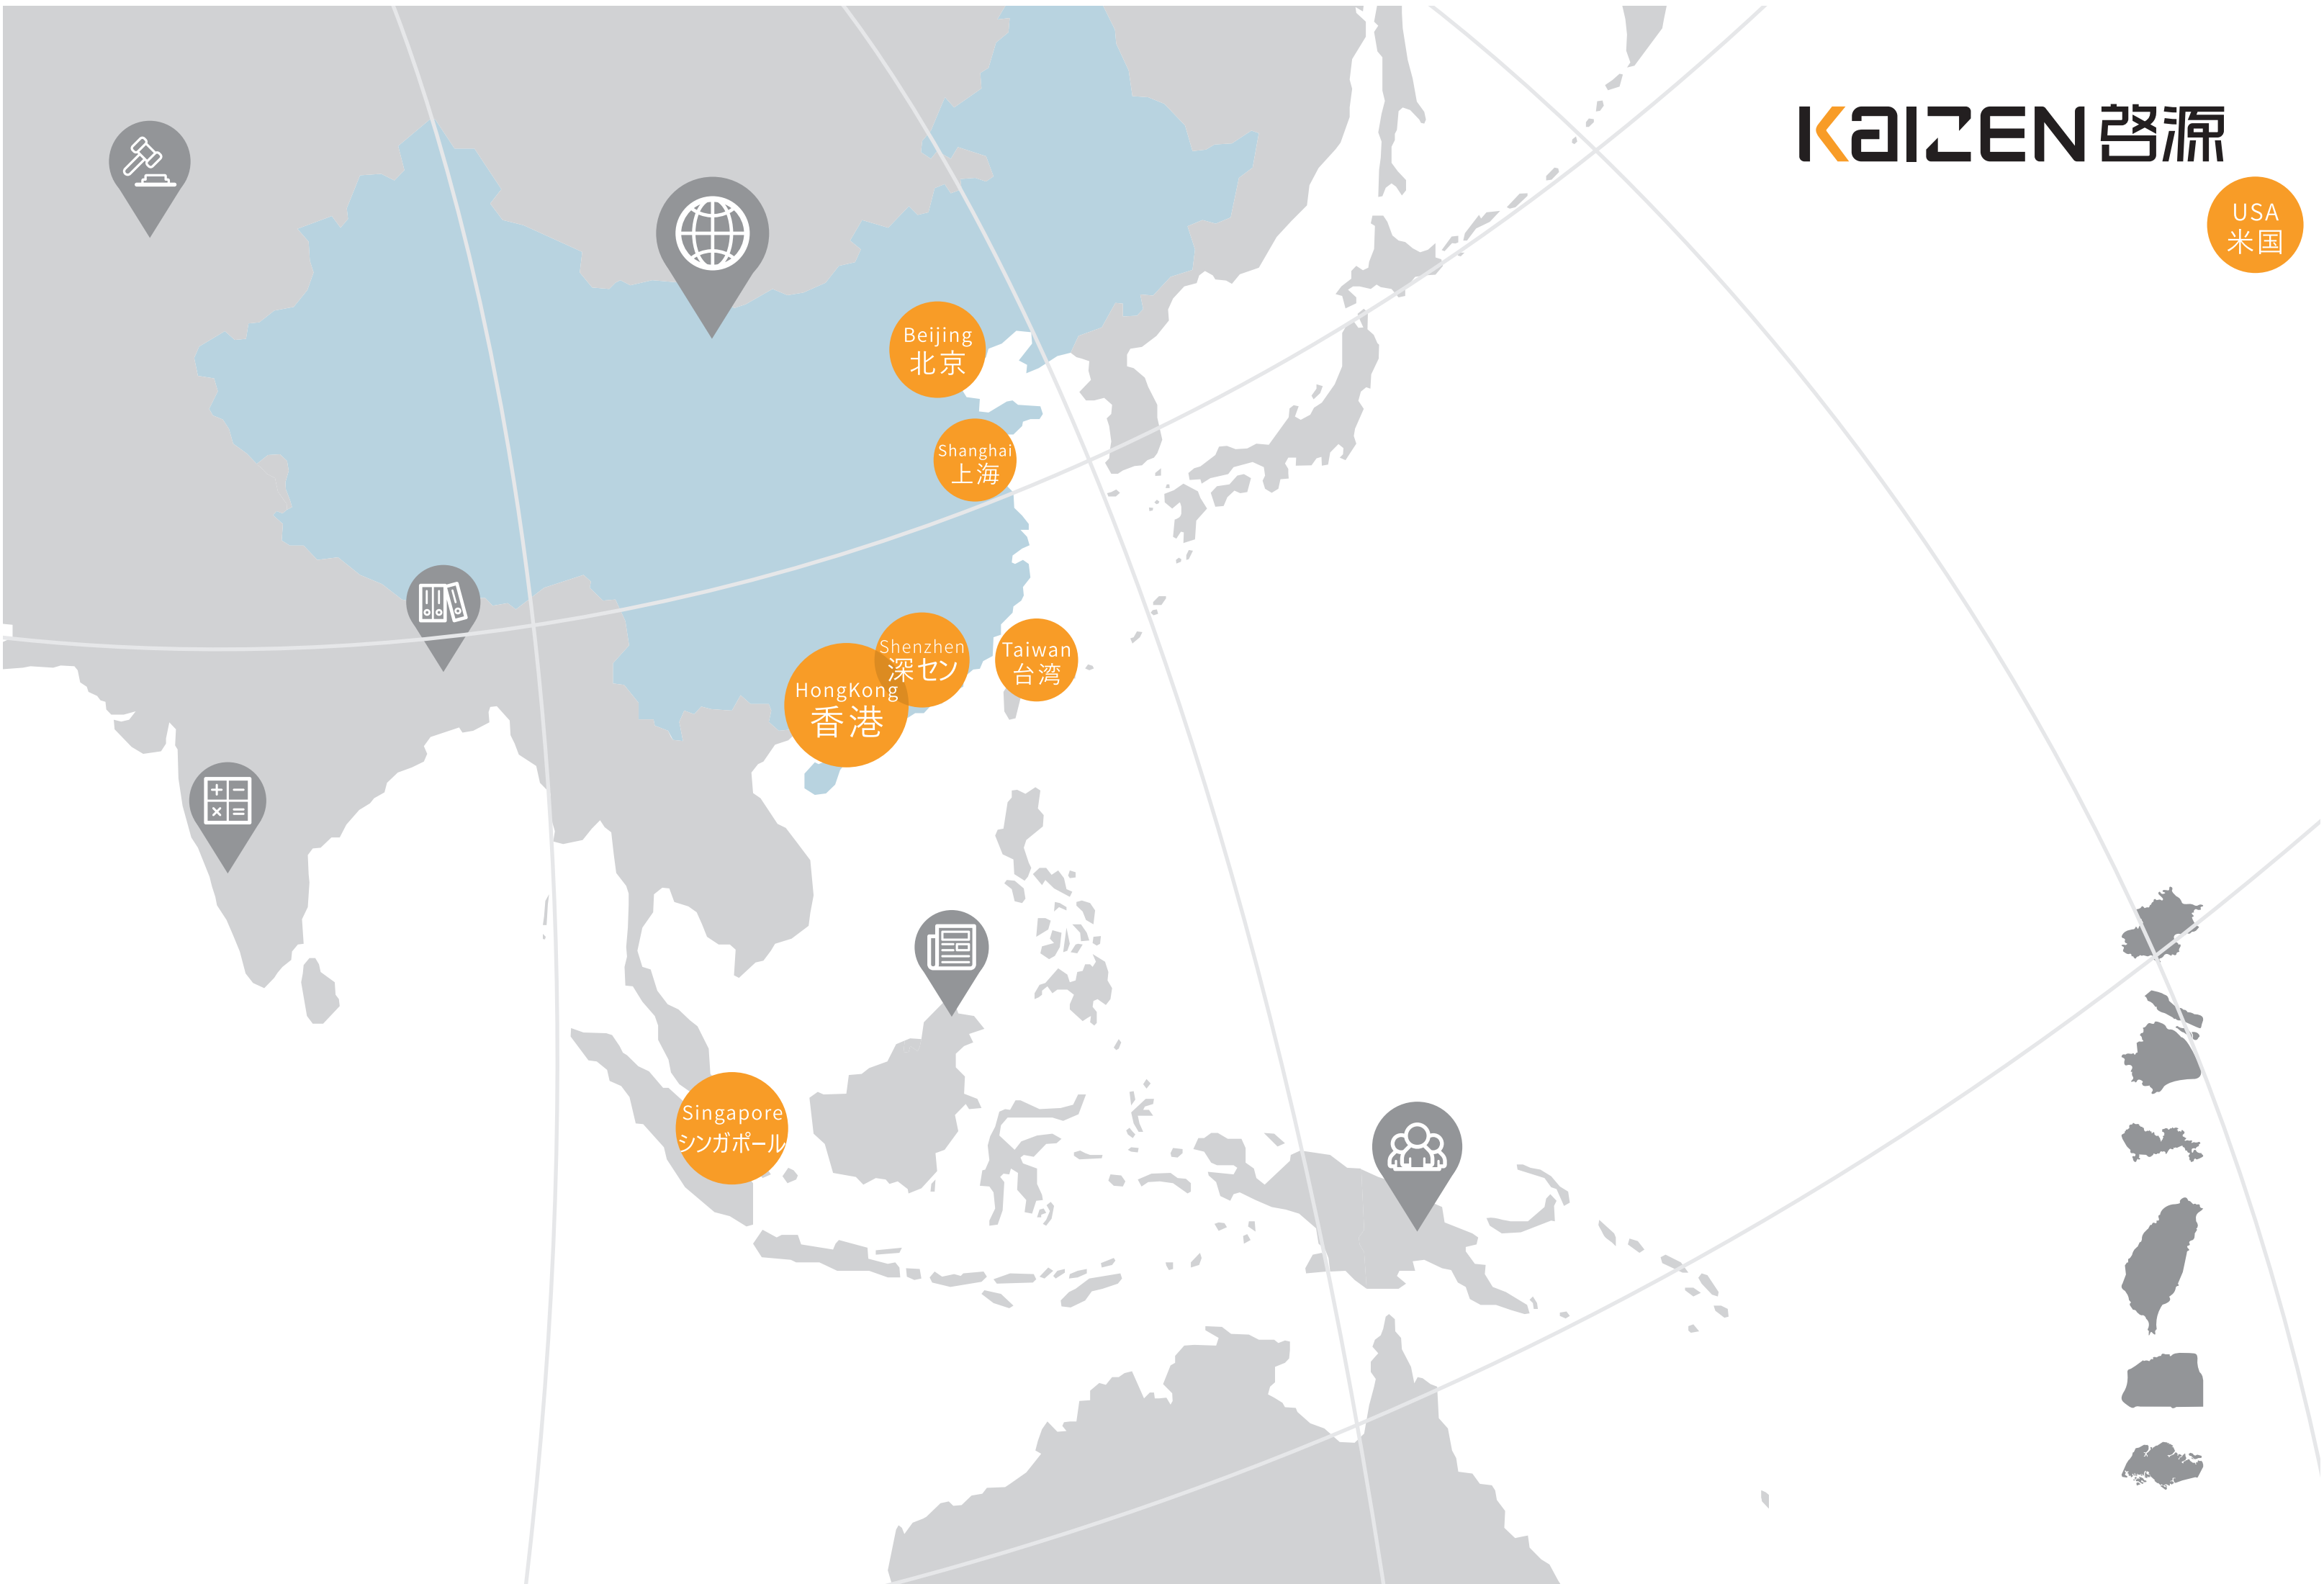 KaIZEN 咨源
USA
米国
Beijing
北京
Shanghai
上海
Shenzhen
深セン
Taiwan
台湾
HongKong
香港
Singapore
シンガポール